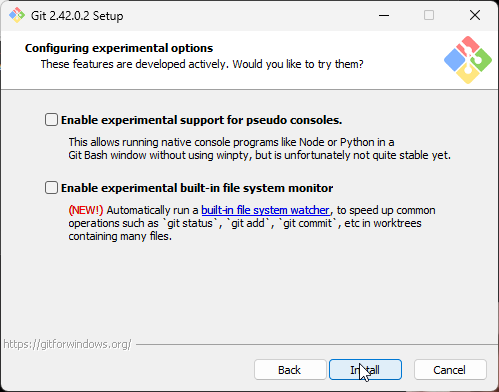 Git 2.42.0.2 Setup
Configuring experimental options
These features are developed actively. Would you like to try them?
Enable experimental support for pseudo consoles.
This allows running native console programs like Node or Python in a
Git Bash window without using winpty, but is unfortunately not quite stable yet.
Enable experimental built-in file system monitor
(NEW!) Automatically run a built-in file system watcher, to speed up common
operations such as `git status`, `git add`, `git commit`, etc in worktrees
containing many files.
https://gitforwindows.org/
Back
Install
Cancel